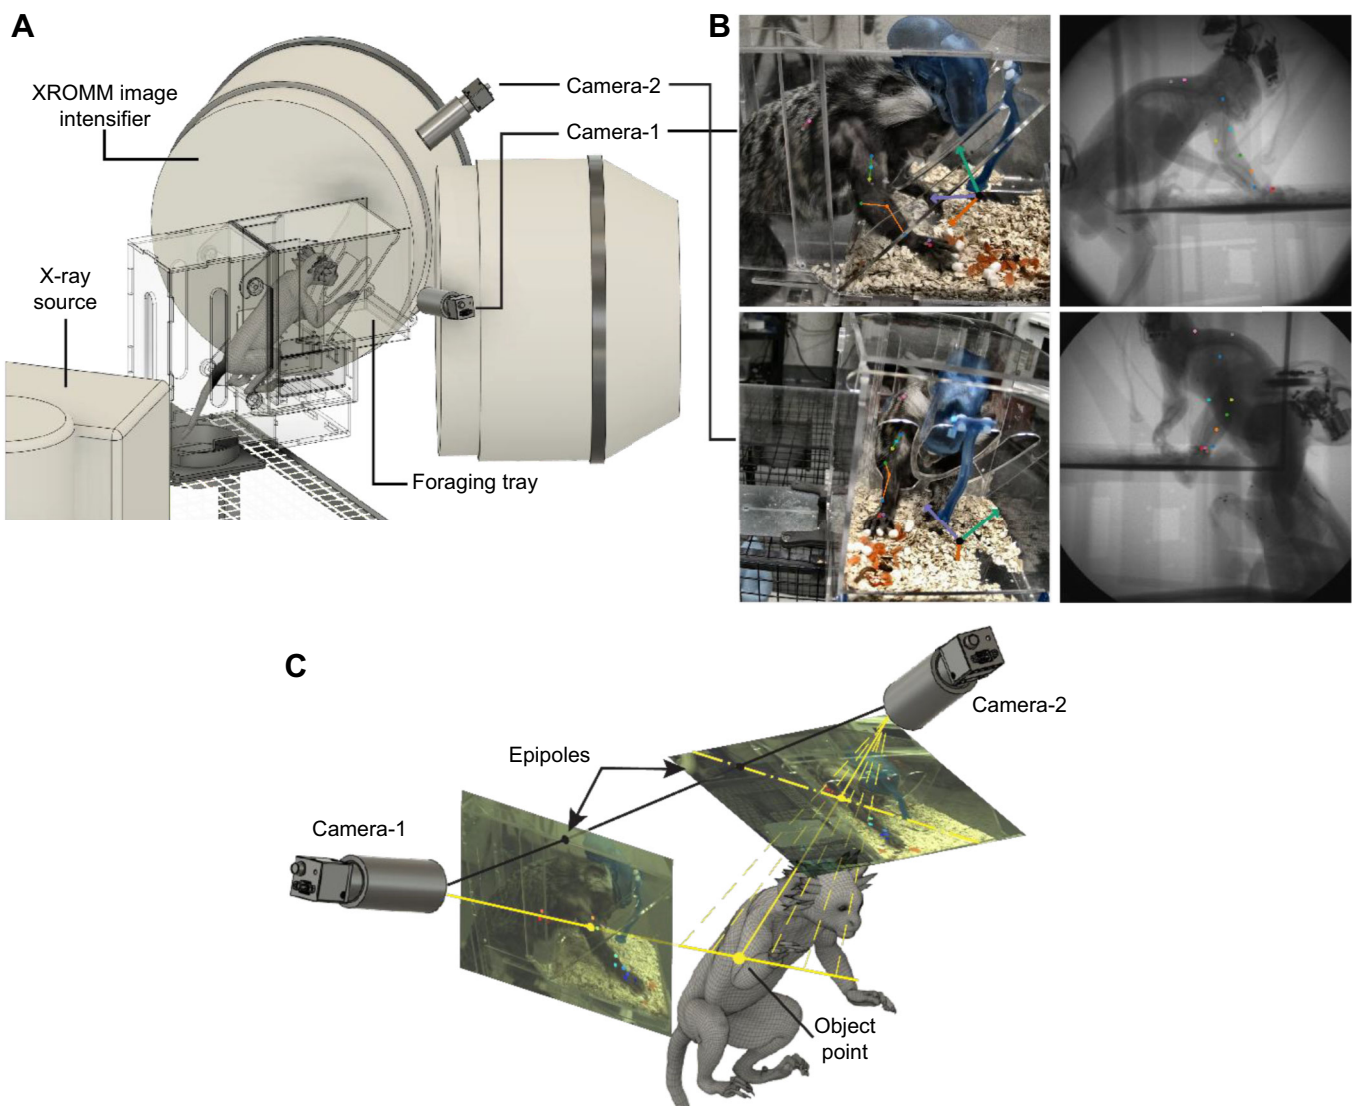 A
XROMM image
intensifier
X-ray
source
Camera-2
Camera-1
Foraging tray
B
C
Epipoles
Camera-1
Camera-2
Object
point